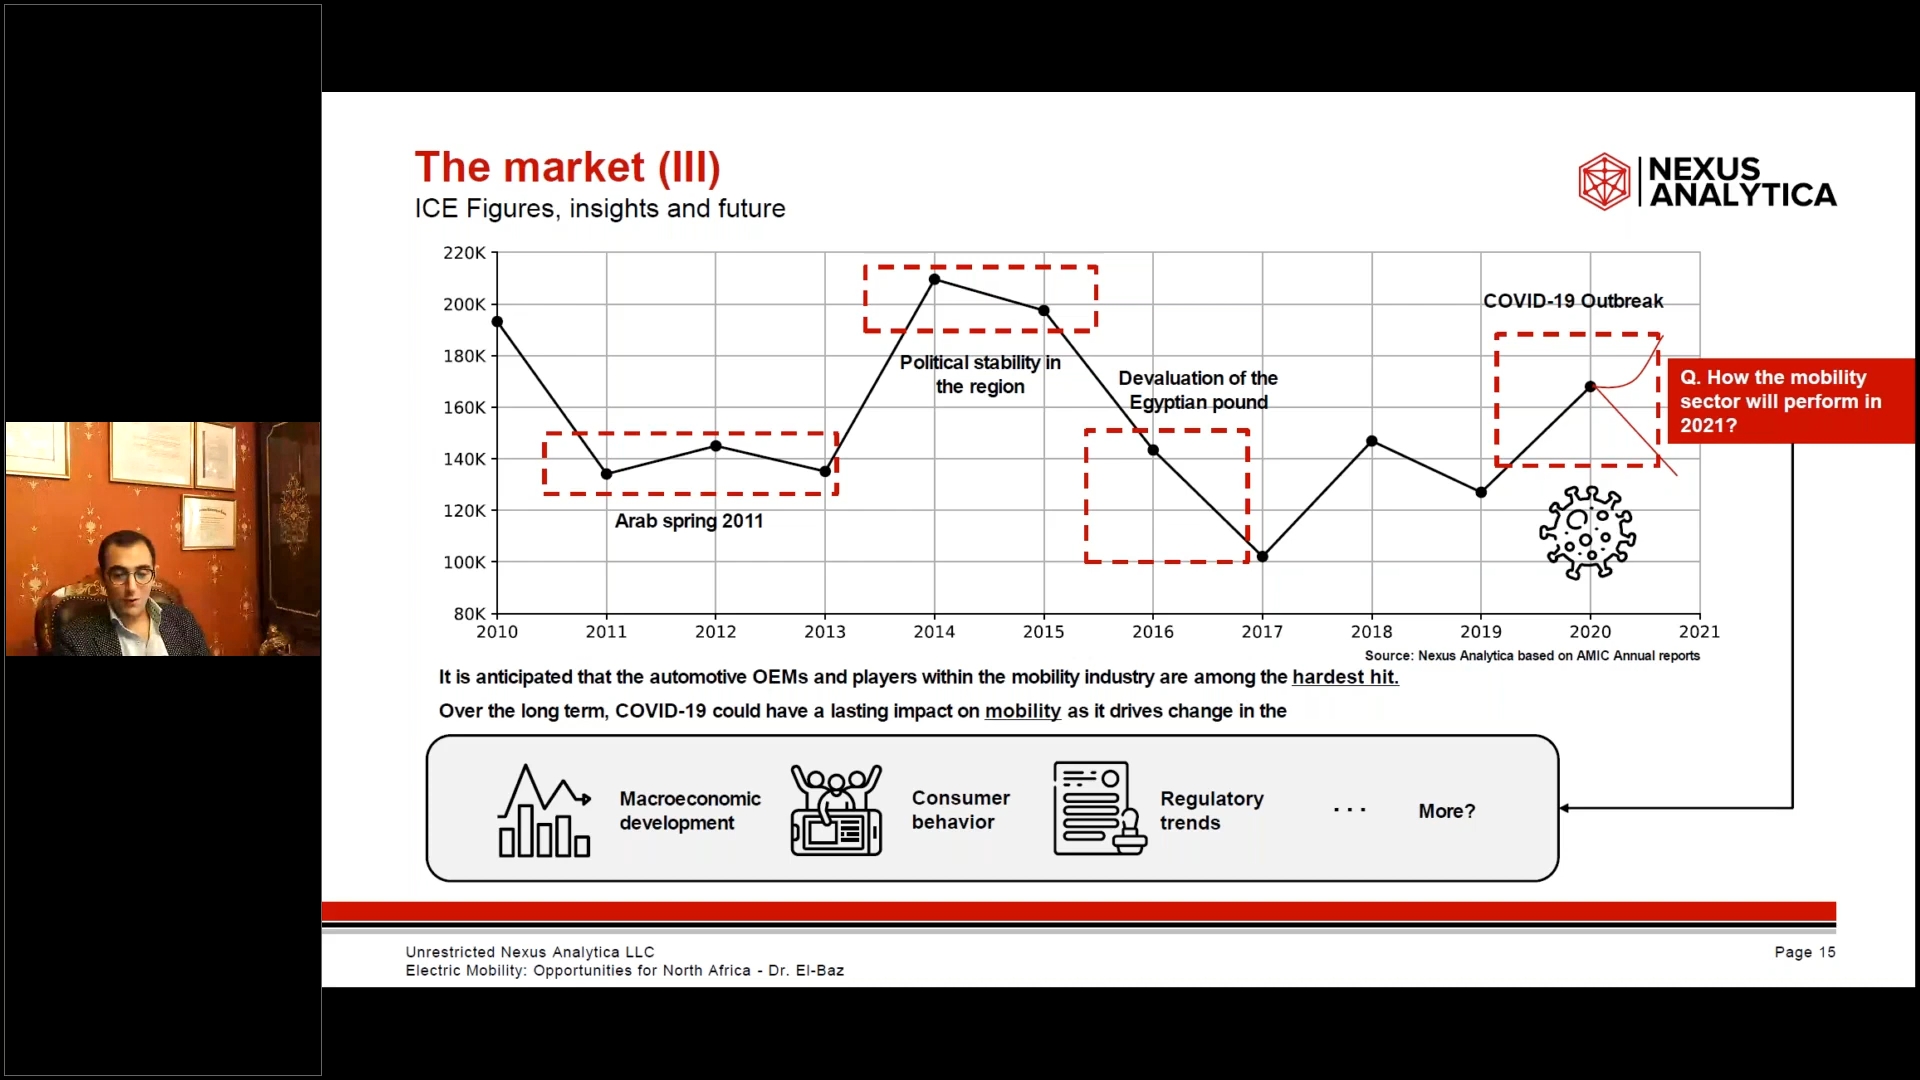 The market (III)
ICE Figures, insights and future
NEXUS
ANALYTICA
220K
200K
180K
160K
140K
120K
100K
80K
2010
2011
2012
2013
2014
2015
2016
2017
2018
2019
2020
2021
Arab spring 2011
Political stability in
the region
Devaluation of the
Egyptian pound
COVID-19 Outbreak
Q. How the mobility
sector will perform in
2021?
Source: Nexus Analytica based on AMIC Annual reports
It is anticipated that the automotive OEMs and players within the mobility industry are among the hardest hit.
Over the long term, COVID-19 could have a lasting impact on mobility as it drives change in the
Macroeconomic
development
Consumer
behavior
Regulatory
trends
...
More?
Unrestricted Nexus Analytica LLC
Electric Mobility: Opportunities for North Africa - Dr. El-Baz
Page 15